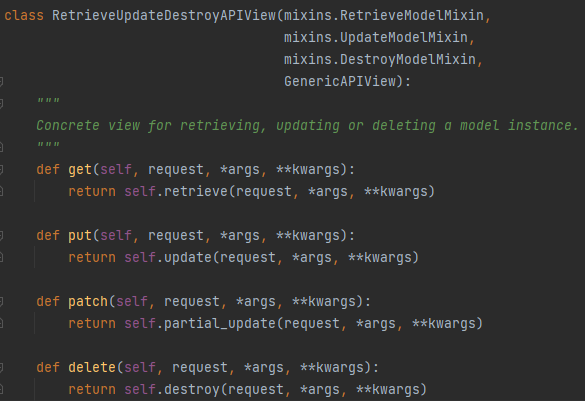 class RetrieveUpdateDestroyAPIView(mixins.RetrieveModelMixin,
                                   mixins.UpdateModelMixin,
                                   mixins.DestroyModelMixin,
                                   GenericAPIView):
    """
    Concrete view for retrieving, updating or deleting a model instance.
    """
    def get(self, request, *args, **kwargs):
        return self.retrieve(request, *args, **kwargs)

    def put(self, request, *args, **kwargs):
        return self.update(request, *args, **kwargs)

    def patch(self, request, *args, **kwargs):
        return self.partial_update(request, *args, **kwargs)

    def delete(self, request, *args, **kwargs):
        return self.destroy(request, *args, **kwargs)